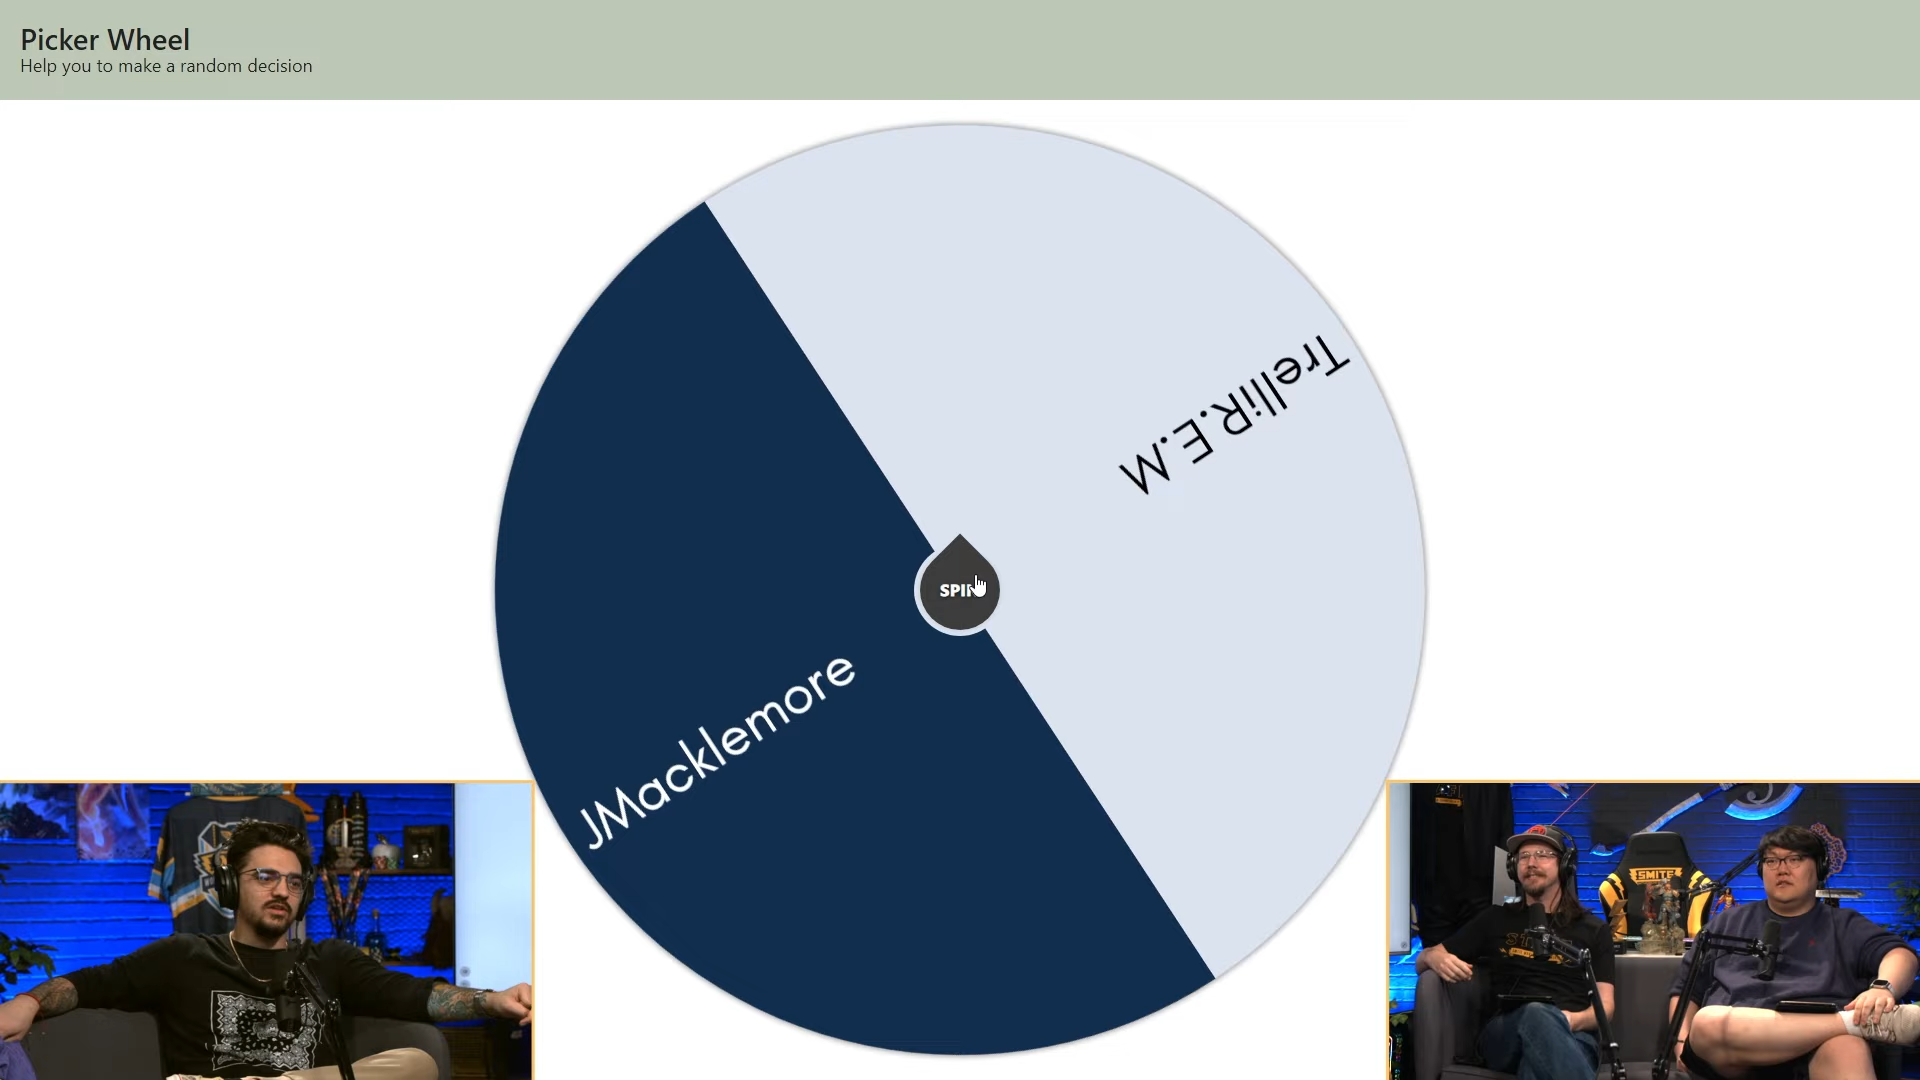 Picker Wheel
Help you to make a random decision
TrelliR.E.M
SPIN
JMacklemore
SMITE